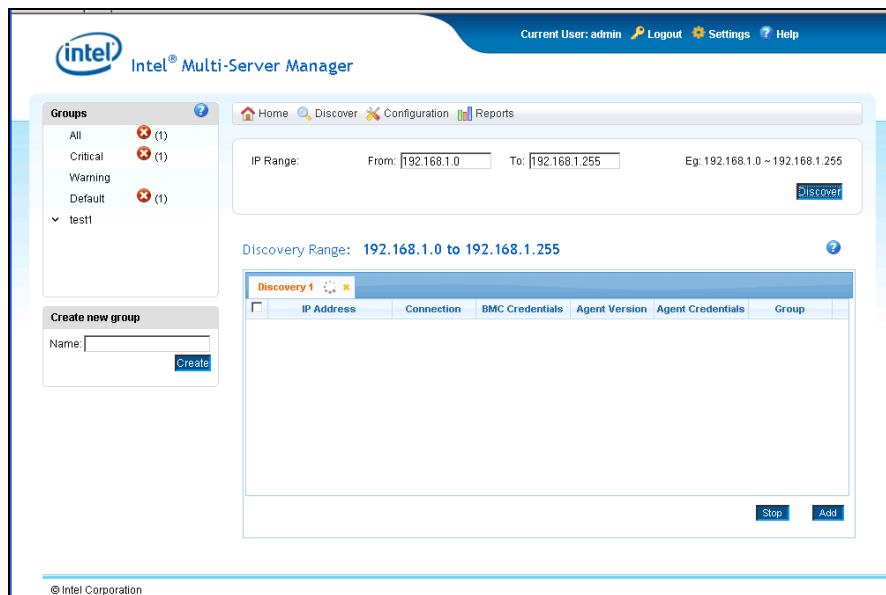 Current User: admin Logout Settings Help
intel
Intel® Multi-Server Manager
Groups
All (1)
Critical (1)
Warning
Default (1)
test1
Create new group
Name:
Create
Home Discover Configuration Reports
IP Range: From: 192.168.1.0 To: 192.168.1.255 Eg: 192.168.1.0 ~ 192.168.1.255
Discover
Discovery Range: 192.168.1.0 to 192.168.1.255
Discovery 1
IP Address Connection BMC Credentials Agent Version Agent Credentials Group
Stop Add
© Intel Corporation